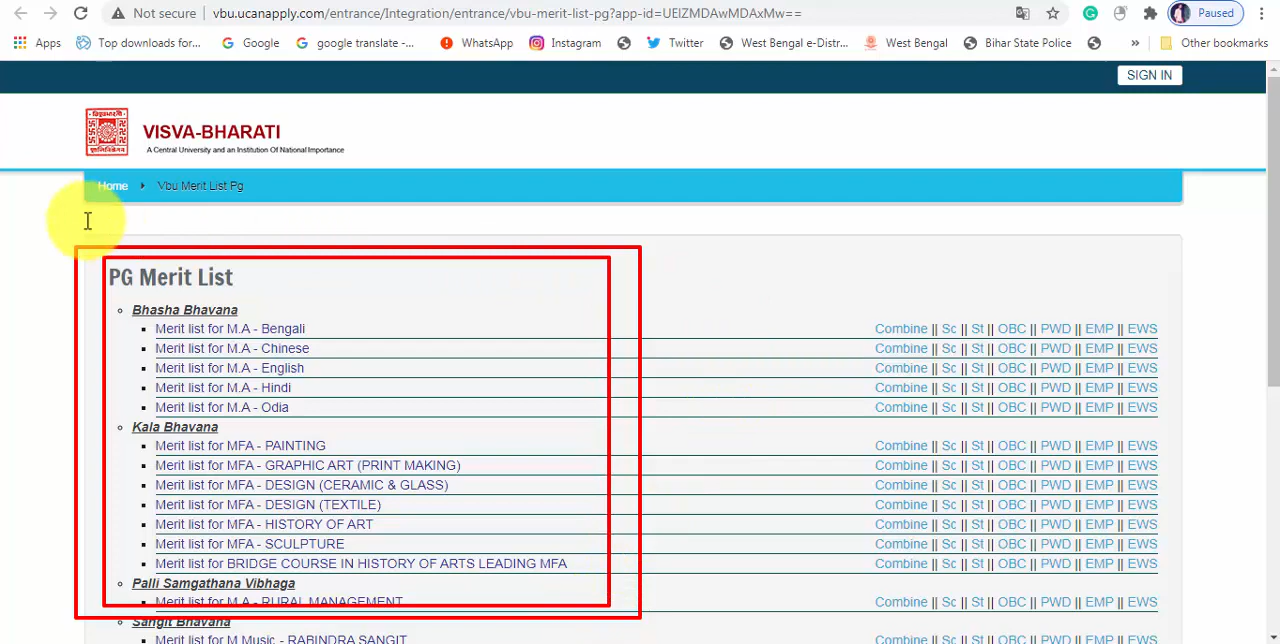 Not secure | vbu.ucanapply.com/entrance/Integration/entrance/vbu-merit-list-pg?app-id=UElZMDAwMDAxMw== Paused
Apps Top downloads for... Google google translate -... WhatsApp Instagram Twitter West Bengal e-Distr... West Bengal Bihar State Police » Other bookmarks
SIGN IN
VISVA-BHARATI
A Central University and an Institution Of National Importance
Home Vbu Merit List Pg
PG Merit List
Bhasha Bhavana
Merit list for M.A - Bengali Combine || Sc || St || OBC || PWD || EMP || EWS
Merit list for M.A - Chinese Combine || Sc || St || OBC || PWD || EMP || EWS
Merit list for M.A - English Combine || Sc || St || OBC || PWD || EMP || EWS
Merit list for M.A - Hindi Combine || Sc || St || OBC || PWD || EMP || EWS
Merit list for M.A - Odia Combine || Sc || St || OBC || PWD || EMP || EWS
Kala Bhavana
Merit list for MFA - PAINTING Combine || Sc || St || OBC || PWD || EMP || EWS
Merit list for MFA - GRAPHIC ART (PRINT MAKING) Combine || Sc || St || OBC || PWD || EMP || EWS
Merit list for MFA - DESIGN (CERAMIC & GLASS) Combine || Sc || St || OBC || PWD || EMP || EWS
Merit list for MFA - DESIGN (TEXTILE) Combine || Sc || St || OBC || PWD || EMP || EWS
Merit list for MFA - HISTORY OF ART Combine || Sc || St || OBC || PWD || EMP || EWS
Merit list for MFA - SCULPTURE Combine || Sc || St || OBC || PWD || EMP || EWS
Merit list for BRIDGE COURSE IN HISTORY OF ARTS LEADING MFA Combine || Sc || St || OBC || PWD || EMP || EWS
Palli Samgathana Vibhaga
Merit list for M.A - RURAL MANAGEMENT Combine || Sc || St || OBC || PWD || EMP || EWS
Sangit Bhavana
Merit list for M.Music - RABINDRA SANGIT Combine || Sc || St || OBC || PWD || EMP || EWS